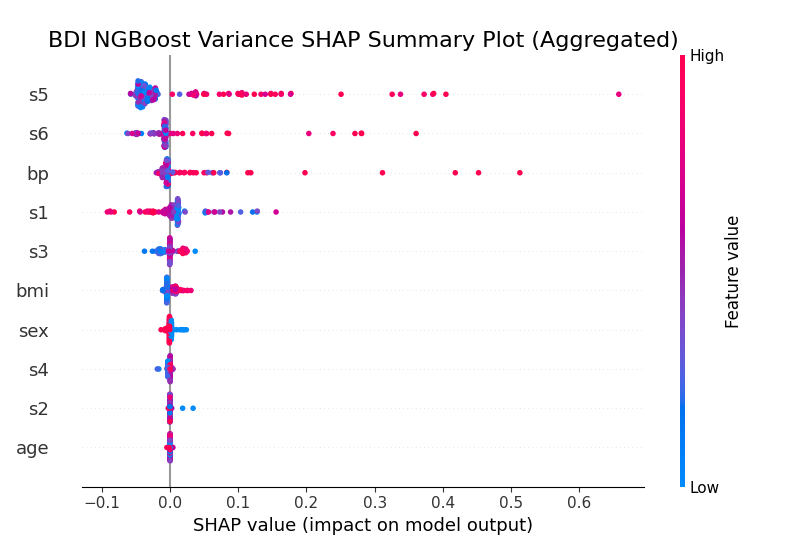 BDI NGBoost Variance SHAP Summary Plot (Aggregated)
High
s5
s6
bp
s1
s3
bmi
sex
s4
s2
age
Feature value
Low
−0.1 0.0 0.1 0.2 0.3 0.4 0.5 0.6
SHAP value (impact on model output)